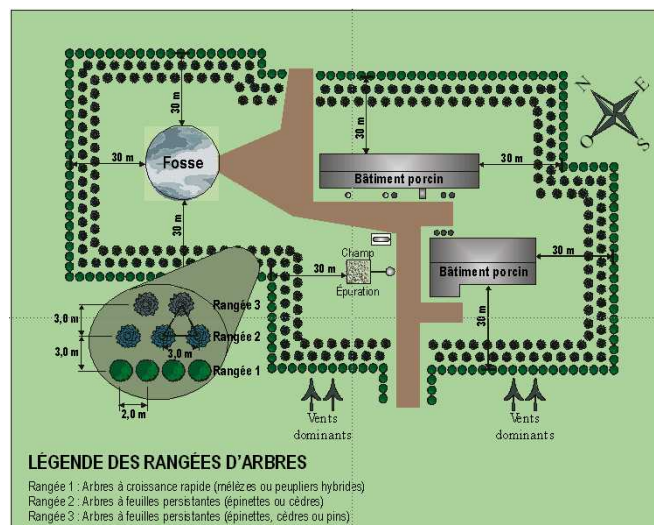 30 m
30 m
N
E
O
S
30 m
Fosse
30 m
Bâtiment porcin
30 m
30 m
Champ
30 m
Épuration
Bâtiment porcin
30 m
30 m
Rangée 3
3,0 m
Rangée 2
3,0 m
3,0 m
Rangée 1
2,0 m
Vents
dominants
Vents
dominants
LÉGENDE DES RANGÉES D'ARBRES
Rangée 1 : Arbres à croissance rapide (mélèzes ou peupliers hybrides)
Rangée 2 : Arbres à feuilles persistantes (épinettes ou cèdres)
Rangée 3 : Arbres à feuilles persistantes (épinettes, cèdres ou pins)